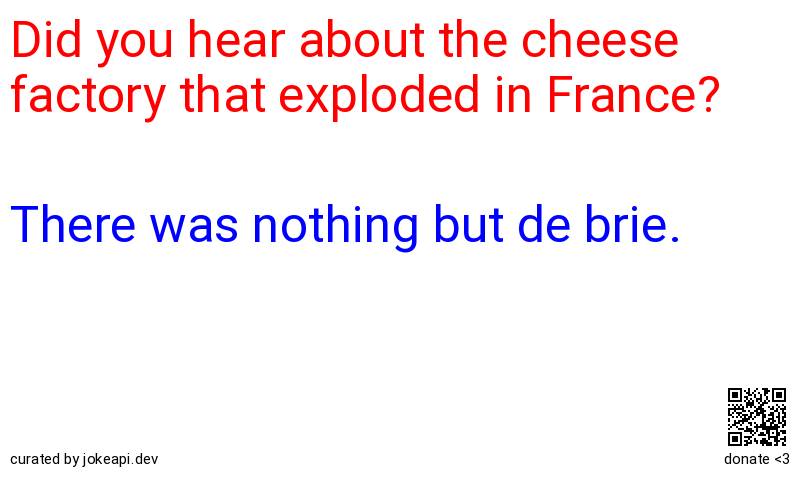 Did you hear about the cheese
factory that exploded in France?
There was nothing but de brie.
curated by jokeapi.dev
donate <3